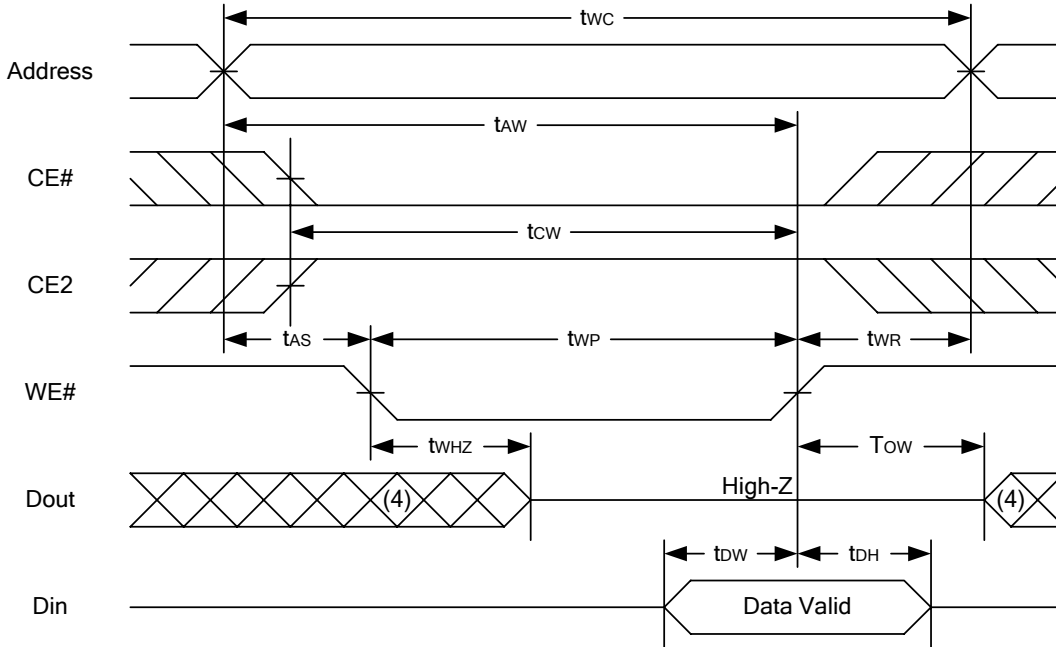 tWC
Address
tAW
CE#
tCW
CE2
tAS
tWP
tWR
WE#
tWHZ
TOW
Dout
(4)
High-Z
(4)
tDW
tDH
Din
Data Valid